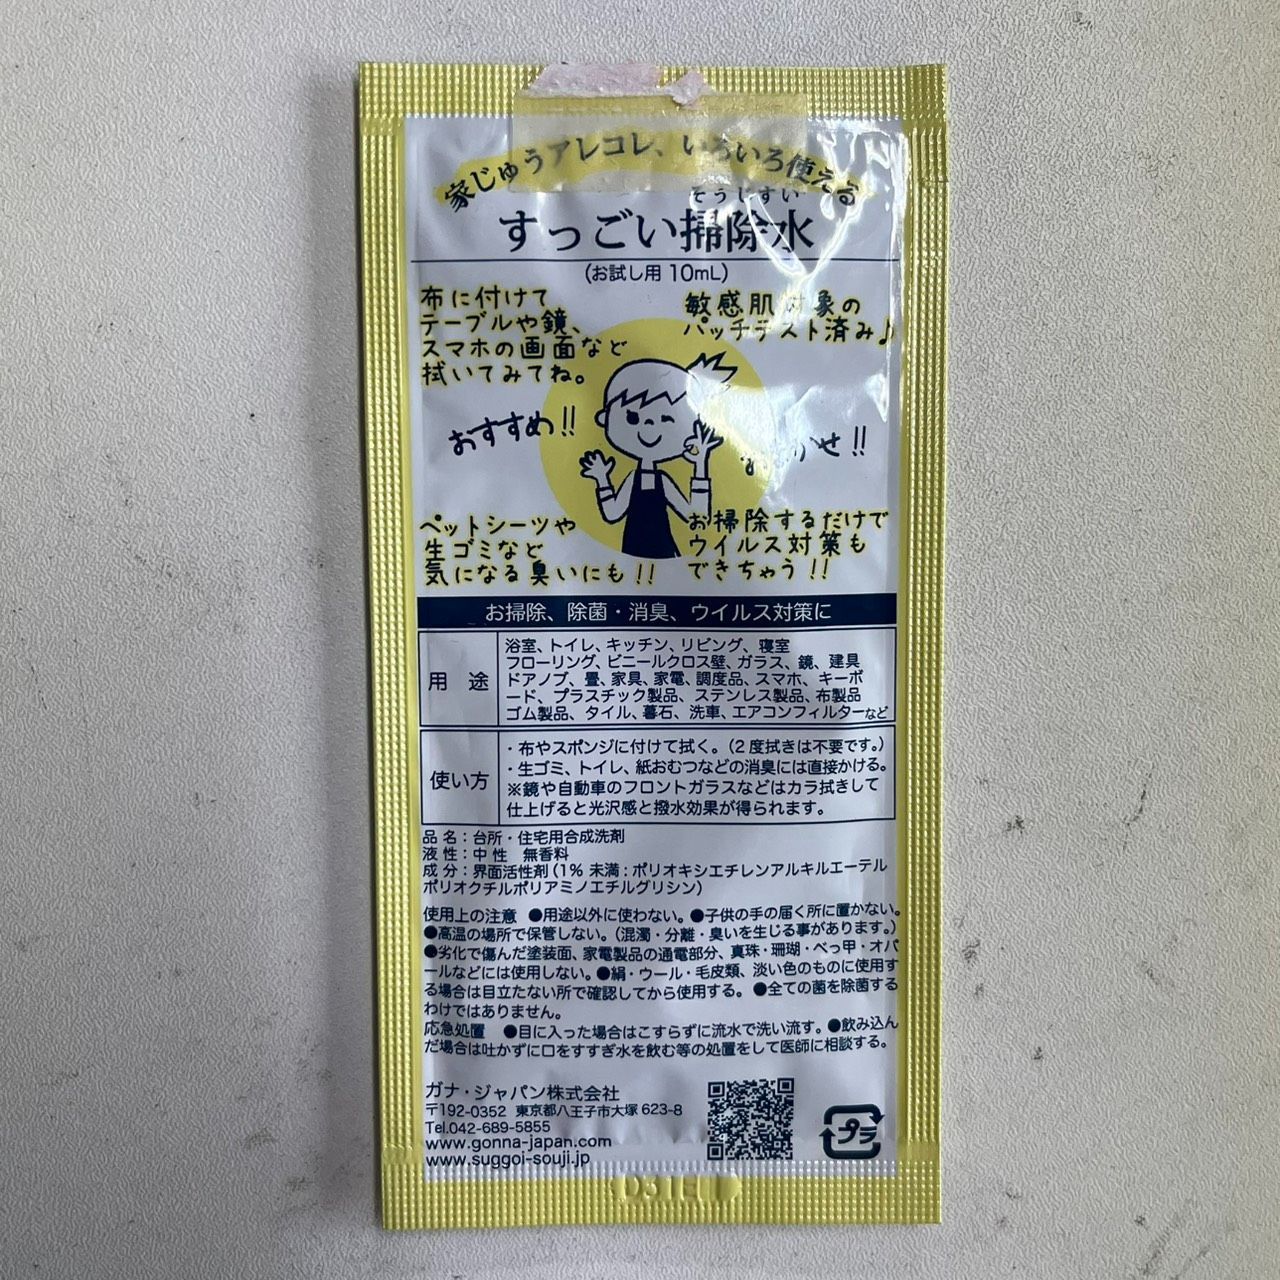 家じゅうアレコレ、いろいろ使える
そうじすい
すっごい掃除水
(お試し用 10mL)
布に付けて
テーブルや鏡、
スマホの画面など
拭いてみてね。
敏感肌対象の
パッチテスト済み♪
おすすめ!!
せ!!
ペットシーツや
生ゴミなど
気になる臭いにも!!
お掃除するだけで
ウイルス対策も
できちゃう!!
お掃除、除菌・消臭、ウイルス対策に
用 途
浴室、トイレ、キッチン、リビング、寝室
フローリング、ビニールクロス壁、ガラス、鏡、建具
ドアノブ、畳、家具、家電、調度品、スマホ、キーボ
ード、プラスチック製品、ステンレス製品、布製品
ゴム製品、タイル、墓石、洗車、エアコンフィルターなど
使い方
・布やスポンジに付けて拭く。(2度拭きは不要です。)
・生ゴミ、トイレ、紙おむつなどの消臭には直接かける。
※鏡や自動車のフロントガラスなどはカラ拭きして
仕上げると光沢感と撥水効果が得られます。
品 名：台所・住宅用合成洗剤
液 性：中 性 無香料
成 分：界面活性剤(1% 未満：ポリオキシエチレンアルキルエーテル
ポリオクチルポリアミノエチルグリシン)
使用上の注意 ●用途以外に使わない。●子供の手の届く所に置かない。
●高温の場所で保管しない。(混濁・分離・臭いを生じる事があります。)
●劣化で傷んだ塗装面、家電製品の通電部分、真珠・珊瑚・べっ甲・オパ
ールなどには使用しない。●絹・ウール・毛皮類、淡い色のものに使用す
る場合は目立たない所で確認してから使用する。●全ての菌を除菌する
わけではありません。
応急処置 ●目に入った場合はこすらずに流水で洗い流す。●飲み込ん
だ場合は吐かずに口をすすぎ水を飲む等の処置をして医師に相談する。
ガナ・ジャパン株式会社
〒192-0352 東京都八王子市大塚 623-8
Tel.042-689-5855
www.gonna-japan.com
www.suggoi-souji.jp
プラ